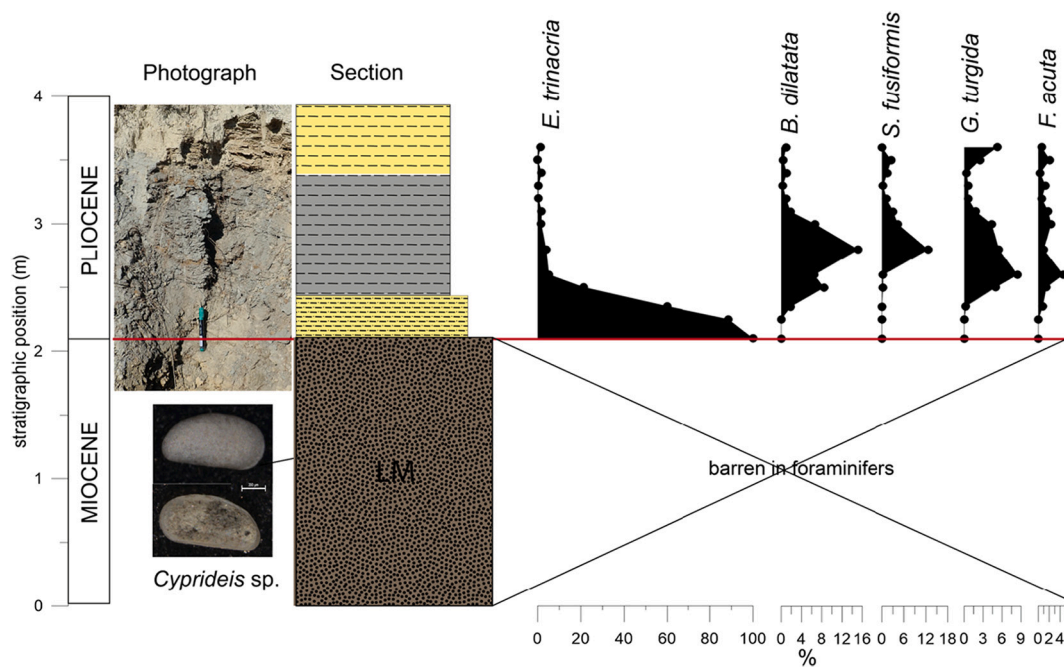 Photograph
Section
E. trinacria
B. dilatata
S. fusiformis
G. turgida
F. acuta
stratigraphic position (m)
4
3
2
1
0
PLIOCENE
MIOCENE
LM
barren in foraminifers
Cyprideis sp.
0 20 40 60 80 100
0 4 8 12 16
0 6 12 18
0 3 6 9
0 2 4
%